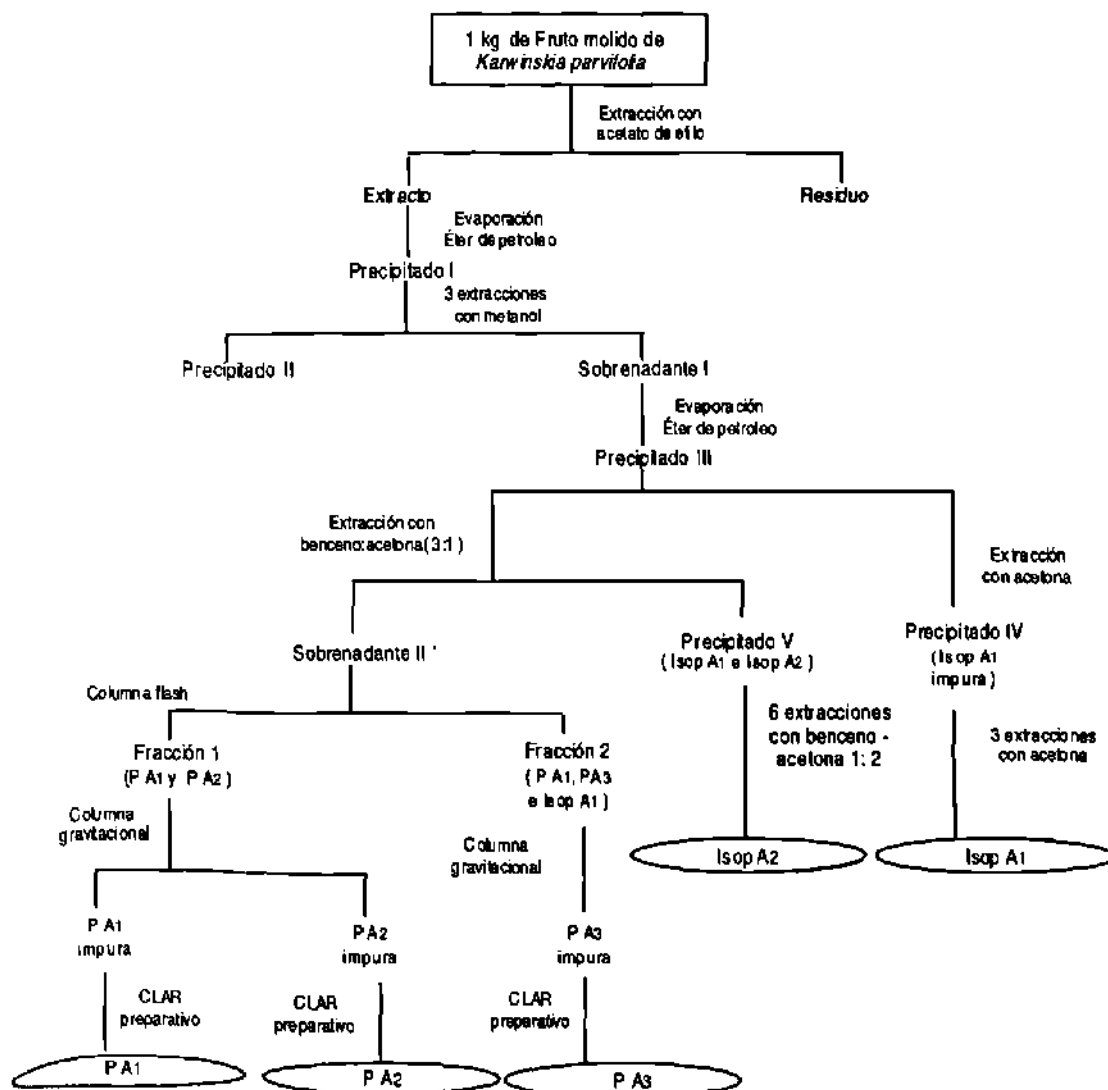 1 kg de Fruto molido de
Karwinskia parvifolia
Extracción con
acetato de etilo
Extracto
Residuo
Evaporación
Éter de petroleo
Precipitado I
3 extracciones
con metanol
Precipitado II
Sobrenadante I
Evaporación
Éter de petroleo
Precipitado III
Extracción con
benceno:acetona(3:1)
Extracción
con acetona
Sobrenadante II
Precipitado V
(Isop A1 e Isop A2)
Precipitado IV
(Isop A1
impura)
Columna flash
6 extracciones
con benceno -
acetona 1: 2
3 extracciones
con acetona
Fracción 1
(P A1 y P A2)
Fracción 2
(P A1, PA3
e Isop A1)
Columna
gravitacional
Columna
gravitacional
Isop A2
Isop A1
P A1
impura
P A2
impura
P A3
impura
CLAR
preparativo
CLAR
preparativo
CLAR
preparativo
P A1
P A2
P A3